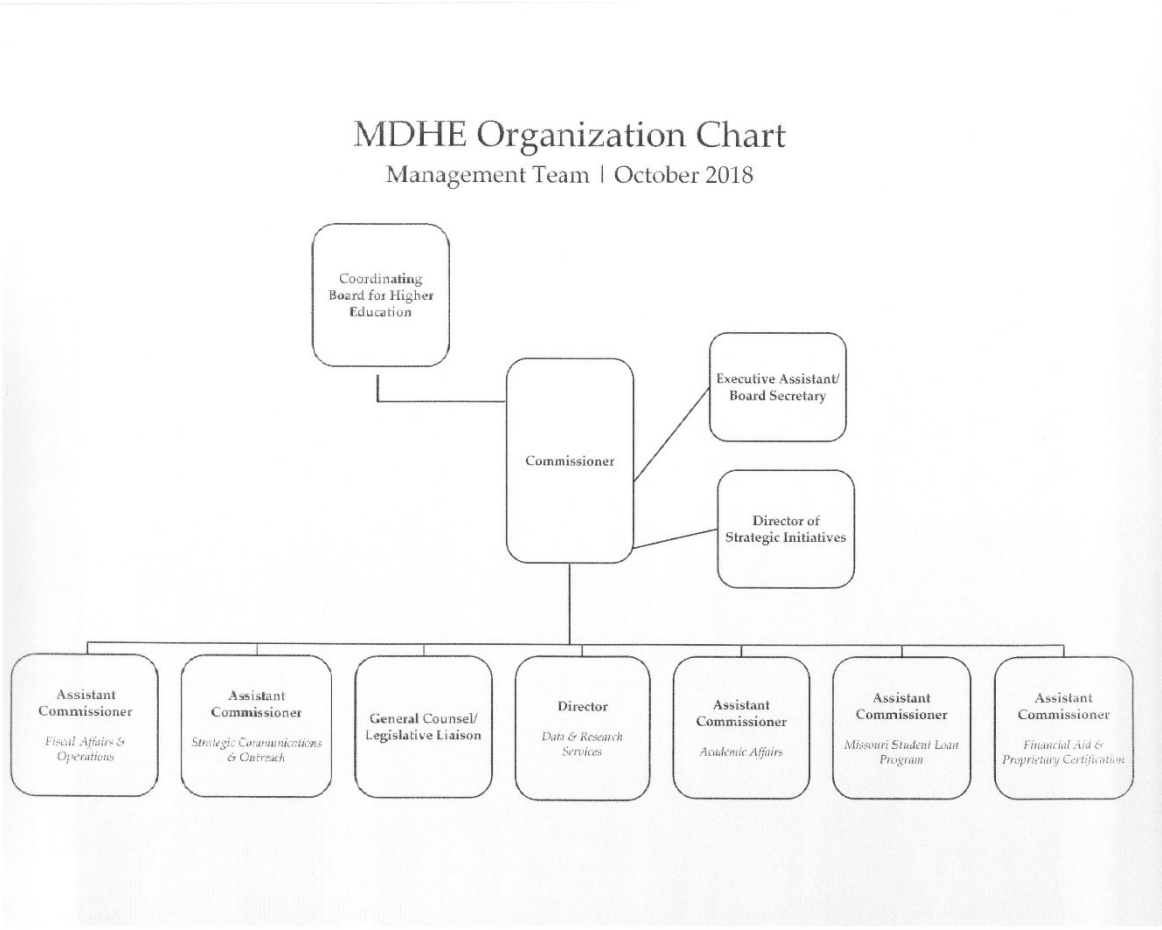 MDHE Organization Chart
Management Team | October 2018
Coordinating
Board for Higher
Education
Executive Assistant/
Board Secretary
Commissioner
Director of
Strategic Initiatives
Assistant
Commissioner
Fiscal Affairs &
Operations
Assistant
Commissioner
Strategic Communications
& Outreach
General Counsel/
Legislative Liaison
Director
Data & Research
Services
Assistant
Commissioner
Academic Affairs
Assistant
Commissioner
Missouri Student Loan
Program
Assistant
Commissioner
Financial Aid &
Proprietary Certification